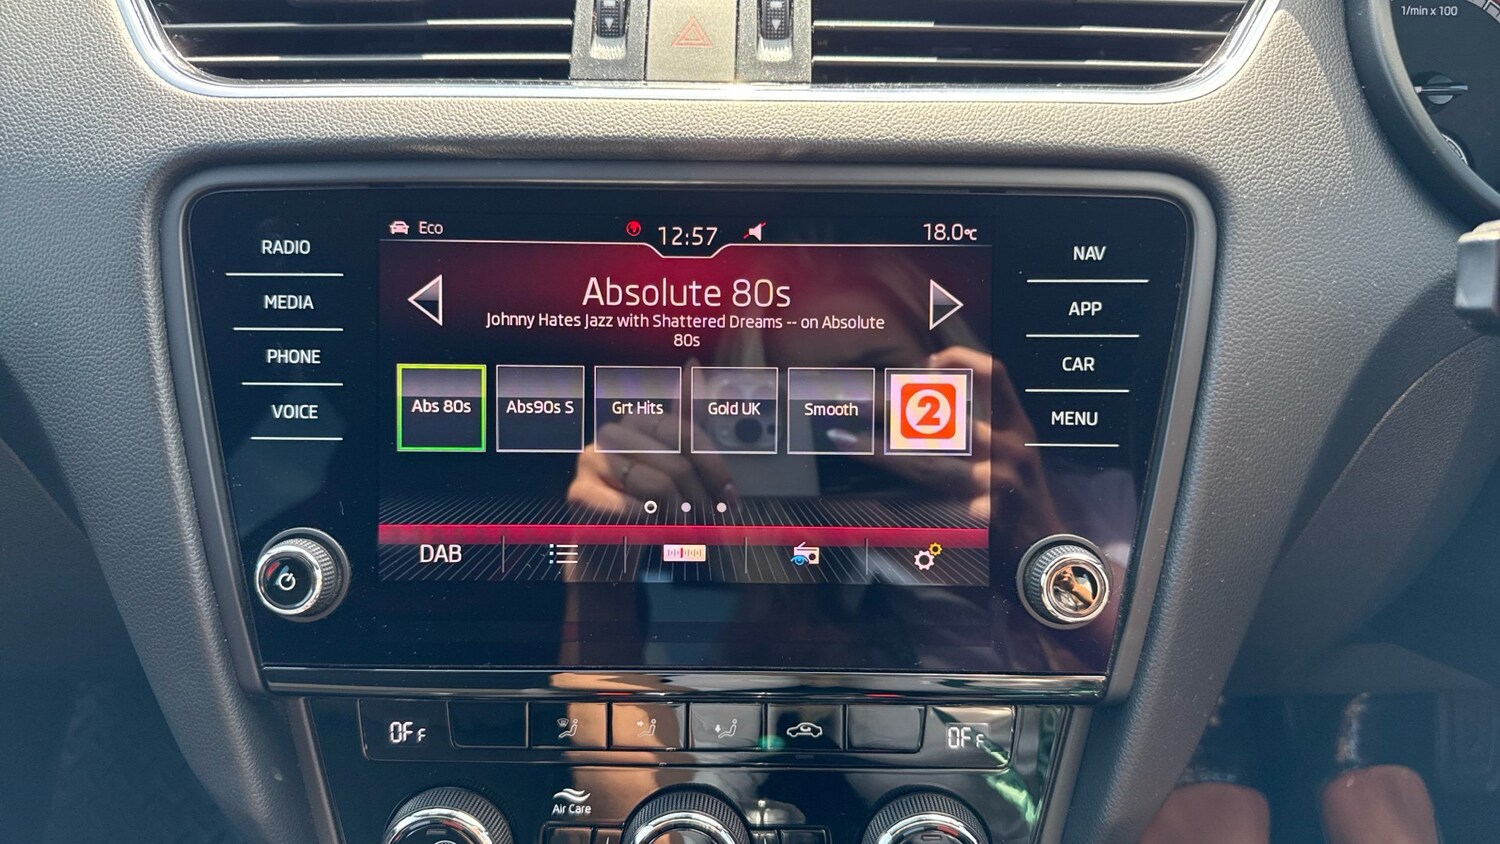 1/min x 100
Eco
12:57
18.0°C
RADIO
MEDIA
PHONE
VOICE
NAV
APP
CAR
MENU
Absolute 80s
Johnny Hates Jazz with Shattered Dreams -- on Absolute
80s
Abs 80s
Abs90s S
Grt Hits
Gold UK
Smooth
2
DAB
OFF
OFF
Air Care